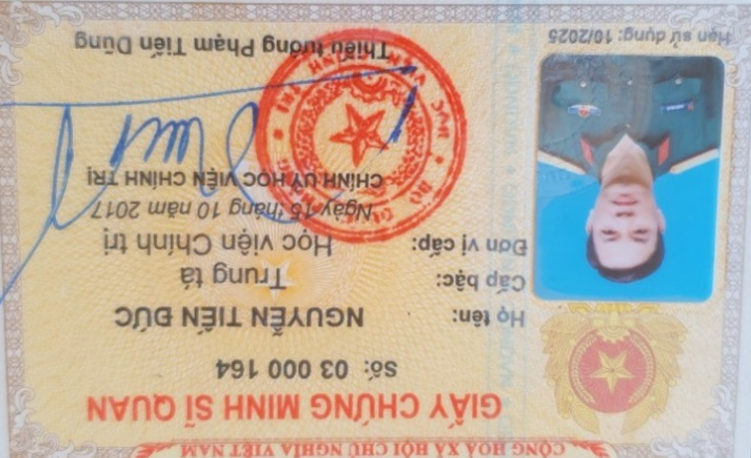 CỘNG HOÀ XÃ HỘI CHỦ NGHĨA VIỆT NAM
GIẤY CHỨNG MINH SĨ QUAN
Số: 03 000 164
Họ tên: NGUYỄN TIẾN ĐỨC
Cấp bậc: Trung tá
Đơn vị cấp: Học viện Chính trị
Ngày 15 tháng 10 năm 2017
CHÍNH UỶ HỌC VIỆN CHÍNH TRỊ
Thiếu tướng Phạm Tiến Dũng
Hạn sử dụng: 10/2025